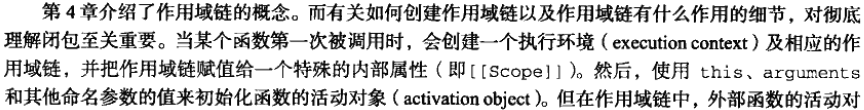 第 4 章介绍了作用域链的概念。而有关如何创建作用域链以及作用域链有什么作用的细节，对彻底
理解闭包至关重要。当某个函数第一次被调用时，会创建一个执行环境（execution context）及相应的作
用域链，并把作用域链赋值给一个特殊的内部属性（即[[Scope]]）。然后，使用 this、arguments
和其他命名参数的值来初始化函数的活动对象（activation object）。但在作用域链中，外部函数的活动对